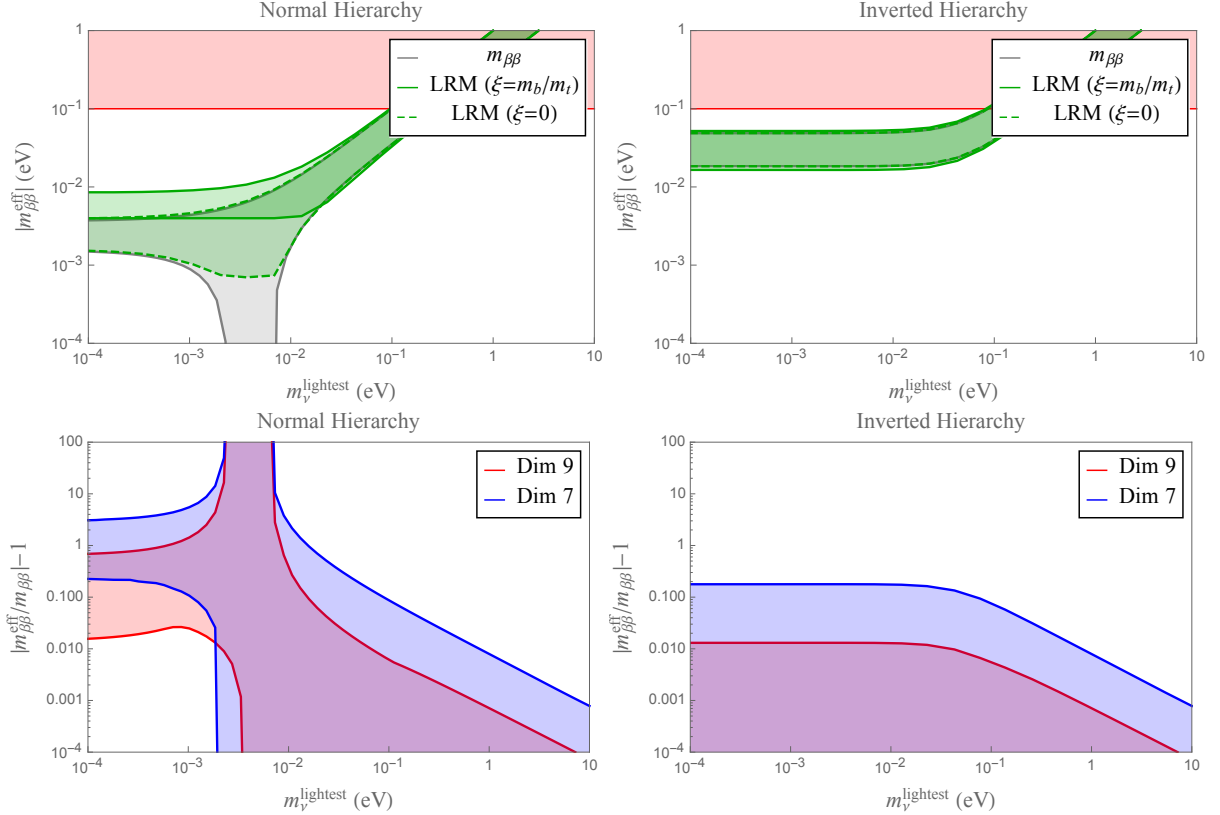 Normal Hierarchy
1
10⁻¹
10⁻²
10⁻³
10⁻⁴
|m_ββ^eff| (eV)
m_ββ
LRM (ξ=m_b/m_t)
LRM (ξ=0)
10⁻⁴ 10⁻³ 10⁻² 10⁻¹ 1 10
m_ν^lightest (eV)
Inverted Hierarchy
1
10⁻¹
10⁻²
10⁻³
10⁻⁴
|m_ββ^eff| (eV)
m_ββ
LRM (ξ=m_b/m_t)
LRM (ξ=0)
10⁻⁴ 10⁻³ 10⁻² 10⁻¹ 1 10
m_ν^lightest (eV)
Normal Hierarchy
100
10
1
0.100
0.010
0.001
10⁻⁴
|m_ββ^eff/m_ββ|−1
Dim 9
Dim 7
10⁻⁴ 10⁻³ 10⁻² 10⁻¹ 1 10
m_ν^lightest (eV)
Inverted Hierarchy
100
10
1
0.100
0.010
0.001
10⁻⁴
|m_ββ^eff/m_ββ|−1
Dim 9
Dim 7
10⁻⁴ 10⁻³ 10⁻² 10⁻¹ 1 10
m_ν^lightest (eV)